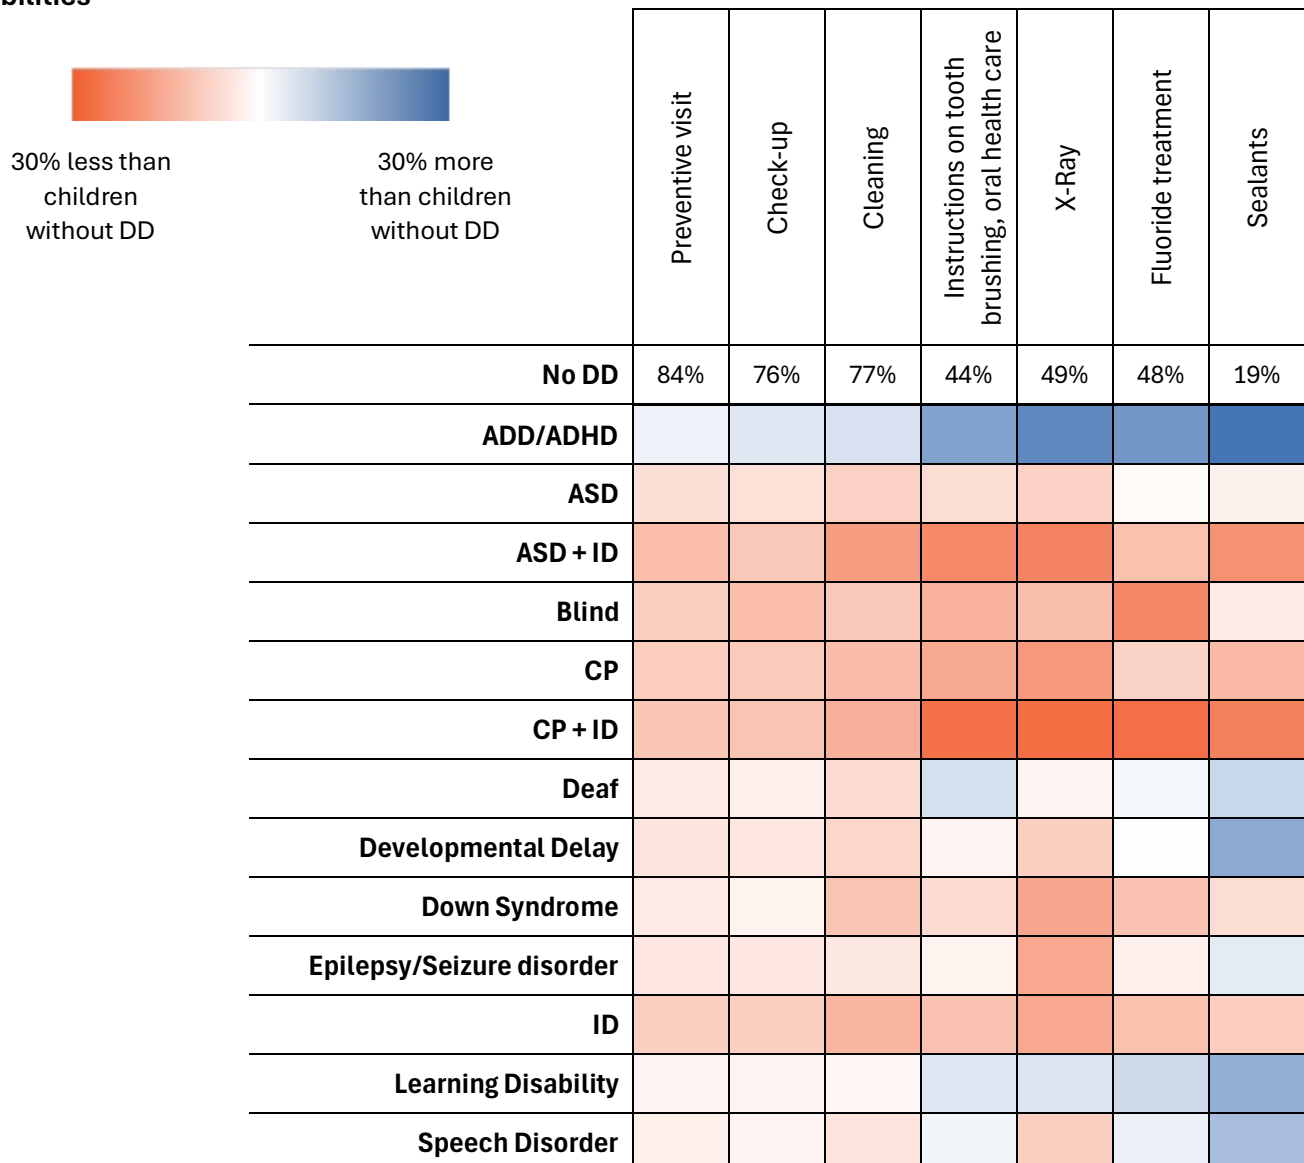 30% less than
children
without DD
30% more
than children
without DD
Preventive visit
Check-up
Cleaning
Instructions on tooth
brushing, oral health care
X-Ray
Fluoride treatment
Sealants
No DD 84% 76% 77% 44% 49% 48% 19%
ADD/ADHD
ASD
ASD + ID
Blind
CP
CP + ID
Deaf
Developmental Delay
Down Syndrome
Epilepsy/Seizure disorder
ID
Learning Disability
Speech Disorder